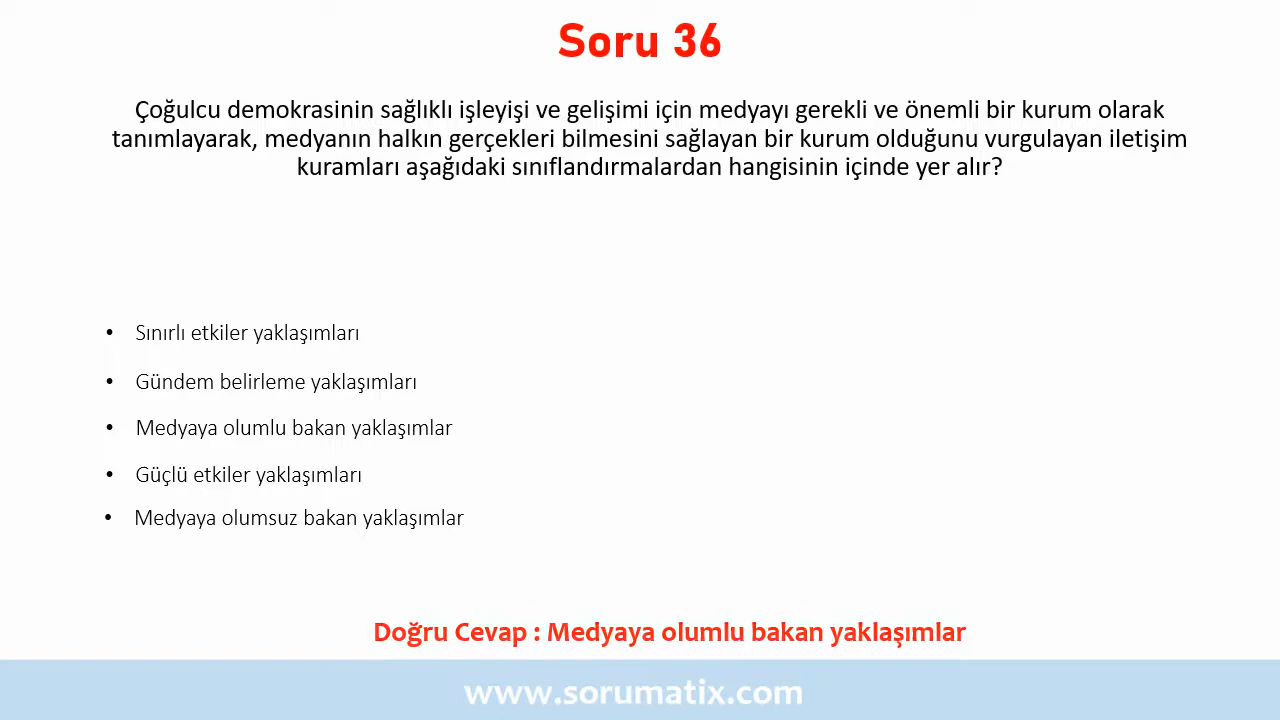 Soru 36
Çoğulcu demokrasinin sağlıklı işleyişi ve gelişimi için medyayı gerekli ve önemli bir kurum olarak
tanımlayarak, medyanın halkın gerçekleri bilmesini sağlayan bir kurum olduğunu vurgulayan iletişim
kuramları aşağıdaki sınıflandırmalardan hangisinin içinde yer alır?
• Sınırlı etkiler yaklaşımları
• Gündem belirleme yaklaşımları
• Medyaya olumlu bakan yaklaşımlar
• Güçlü etkiler yaklaşımları
• Medyaya olumsuz bakan yaklaşımlar
Doğru Cevap : Medyaya olumlu bakan yaklaşımlar
www.sorumatix.com